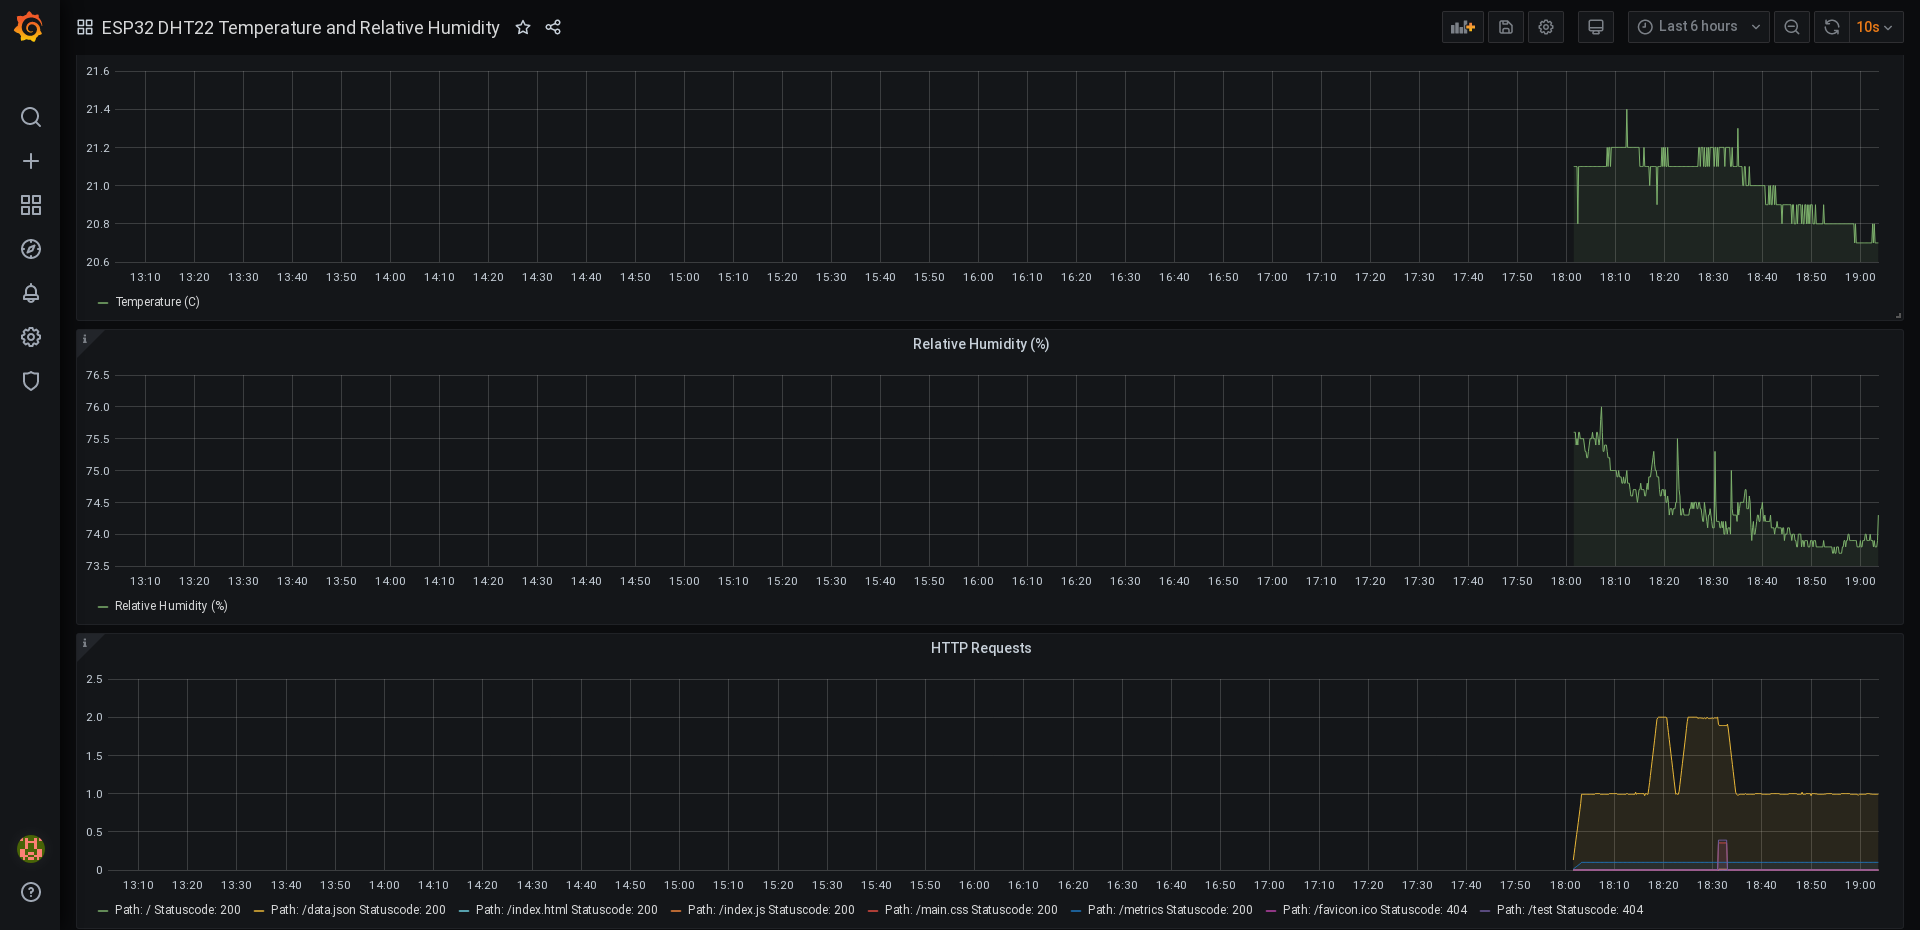 ESP32 DHT22 Temperature and Relative Humidity
Last 6 hours
10s
21.6
21.4
21.2
21.0
20.8
20.6
13:10 13:20 13:30 13:40 13:50 14:00 14:10 14:20 14:30 14:40 14:50 15:00 15:10 15:20 15:30 15:40 15:50 16:00 16:10 16:20 16:30 16:40 16:50 17:00 17:10 17:20 17:30 17:40 17:50 18:00 18:10 18:20 18:30 18:40 18:50 19:00
Temperature (C)
i
Relative Humidity (%)
76.5
76.0
75.5
75.0
74.5
74.0
73.5
13:10 13:20 13:30 13:40 13:50 14:00 14:10 14:20 14:30 14:40 14:50 15:00 15:10 15:20 15:30 15:40 15:50 16:00 16:10 16:20 16:30 16:40 16:50 17:00 17:10 17:20 17:30 17:40 17:50 18:00 18:10 18:20 18:30 18:40 18:50 19:00
Relative Humidity (%)
i
HTTP Requests
2.5
2.0
1.5
1.0
0.5
0
13:10 13:20 13:30 13:40 13:50 14:00 14:10 14:20 14:30 14:40 14:50 15:00 15:10 15:20 15:30 15:40 15:50 16:00 16:10 16:20 16:30 16:40 16:50 17:00 17:10 17:20 17:30 17:40 17:50 18:00 18:10 18:20 18:30 18:40 18:50 19:00
Path: / Statuscode: 200 Path: /data.json Statuscode: 200 Path: /index.html Statuscode: 200 Path: /index.js Statuscode: 200 Path: /main.css Statuscode: 200 Path: /metrics Statuscode: 200 Path: /favicon.ico Statuscode: 404 Path: /test Statuscode: 404